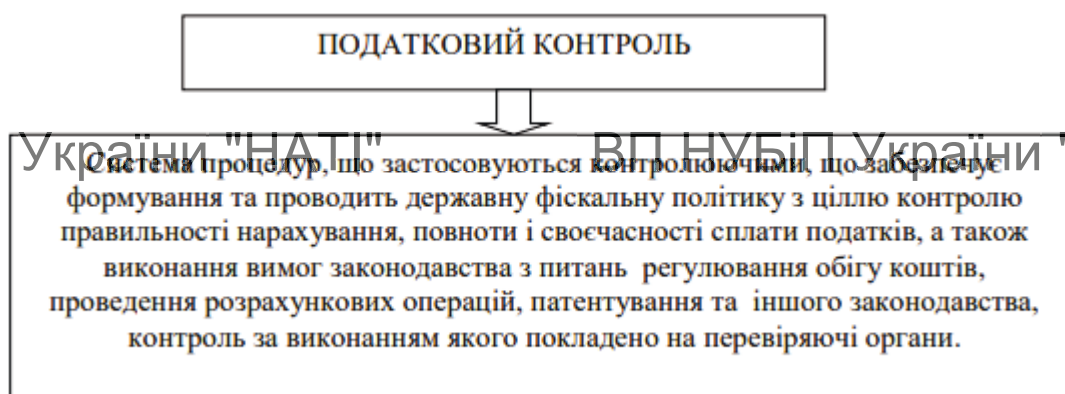 ПОДАТКОВИЙ КОНТРОЛЬ
України "НАТІ" ВП НУБіП України "
Система процедур, що застосовуються контролюючими, що забезпечує
формування та проводить державну фіскальну політику з ціллю контролю
правильності нарахування, повноти і своєчасності сплати податків, а також
виконання вимог законодавства з питань регулювання обігу коштів,
проведення розрахункових операцій, патентування та іншого законодавства,
контроль за виконанням якого покладено на перевіряючі органи.